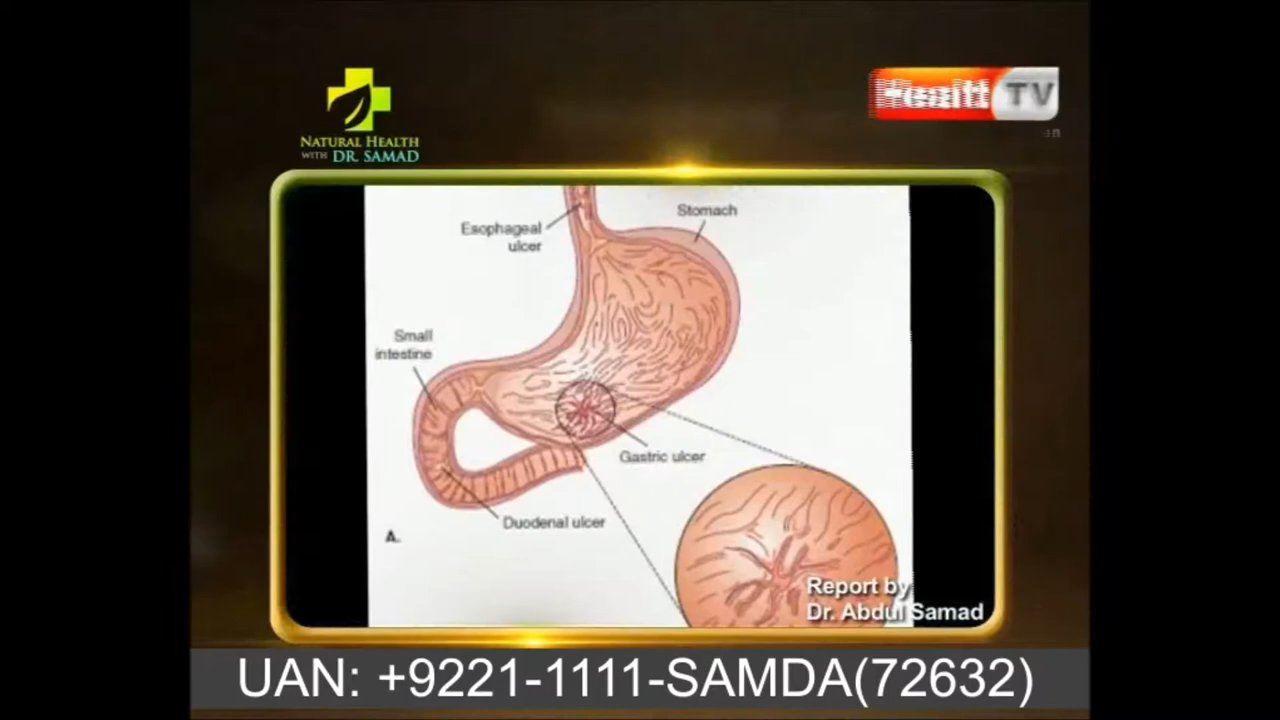 NATURAL HEALTH
WITH DR. SAMAD
Health TV
Stomach
Esophageal
ulcer
Small
intestine
Gastric ulcer
Duodenal ulcer
A.
Report by
Dr. Abdul Samad
UAN: +9221-1111-SAMDA(72632)